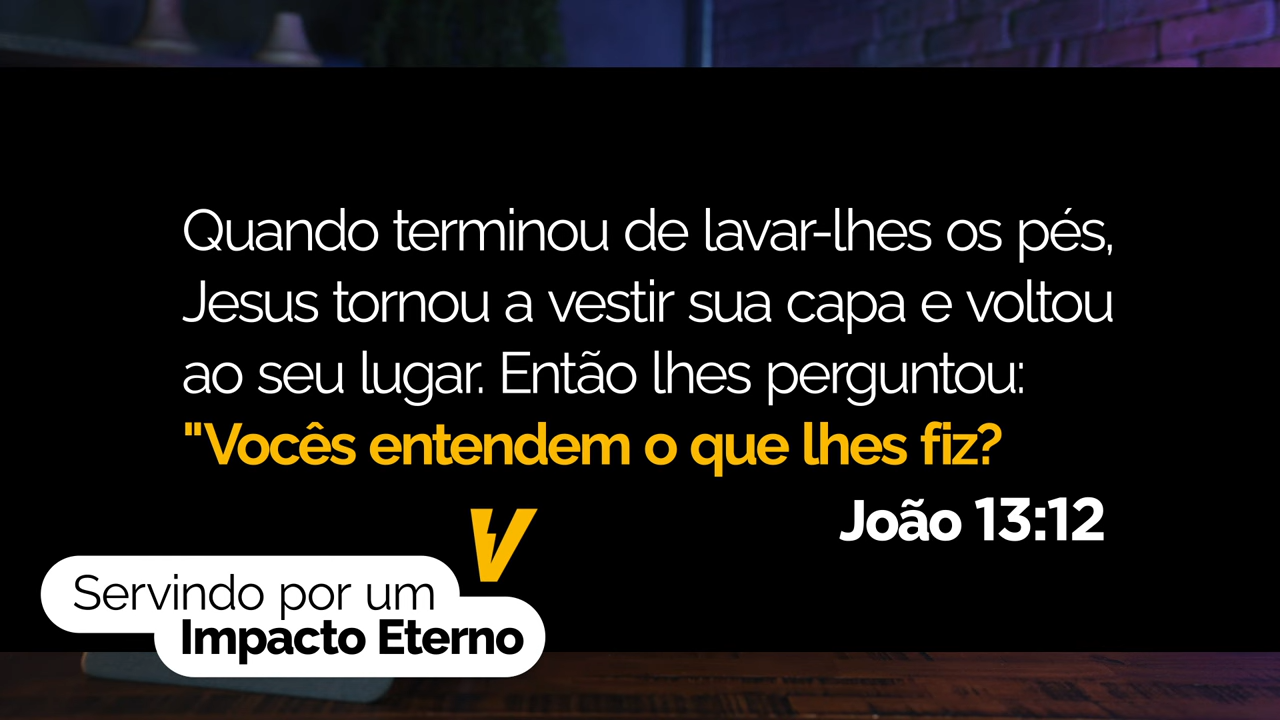 Quando terminou de lavar-lhes os pés,
Jesus tornou a vestir sua capa e voltou
ao seu lugar. Então lhes perguntou:
"Vocês entendem o que lhes fiz?
João 13:12
V
Servindo por um
Impacto Eterno